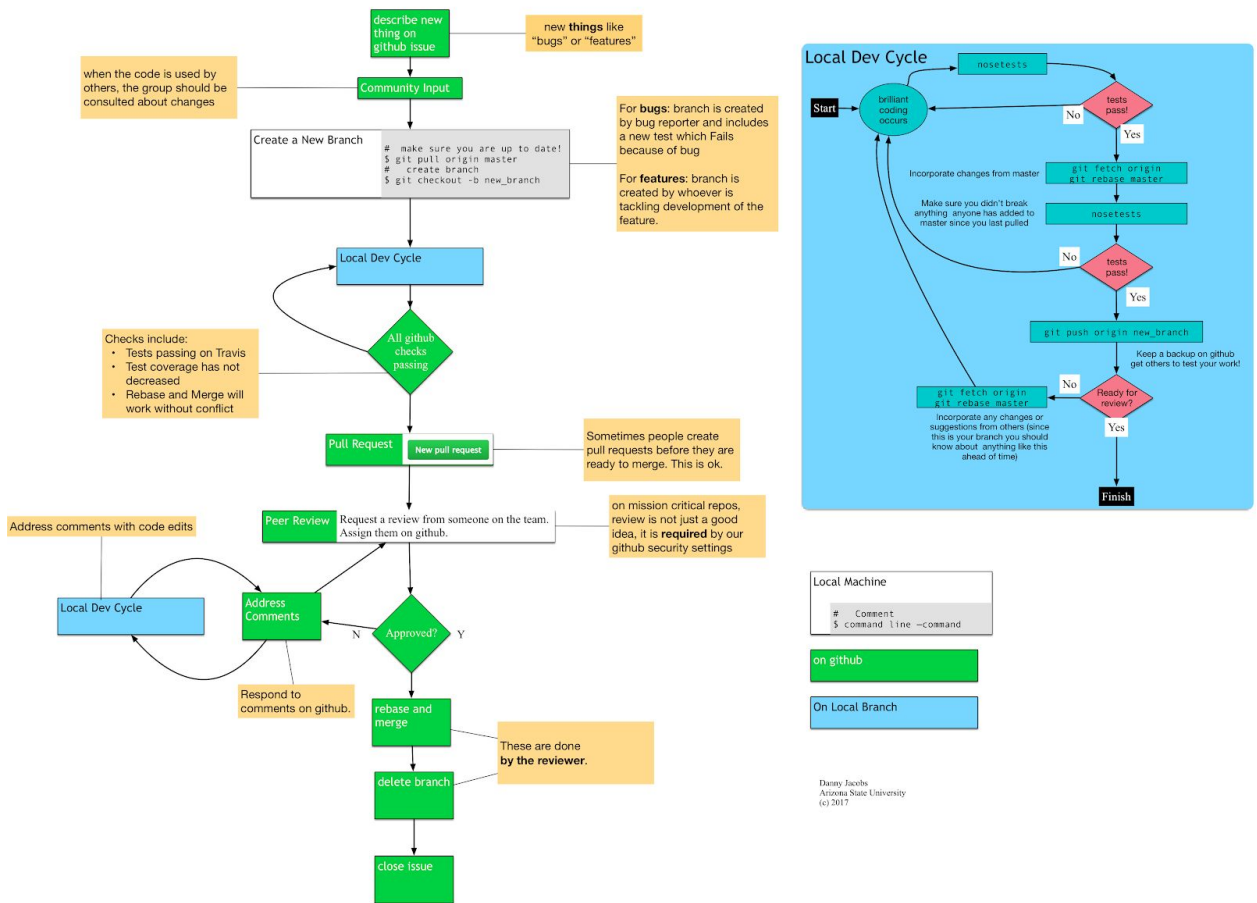 describe new
thing on
github issue
new things like
“bugs” or “features”
when the code is used by
others, the group should be
consulted about changes
Community Input
Create a New Branch
# make sure you are up to date!
$ git pull origin master
# create branch
$ git checkout -b new_branch
For bugs: branch is created
by bug reporter and includes
a new test which Fails
because of bug
For features: branch is
created by whoever is
tackling development of the
feature.
Local Dev Cycle
All github
checks
passing
Checks include:
• Tests passing on Travis
• Test coverage has not
decreased
• Rebase and Merge will
work without conflict
Pull Request
New pull request
Sometimes people create
pull requests before they are
ready to merge. This is ok.
Peer Review
Request a review from someone on the team.
Assign them on github.
on mission critical repos,
review is not just a good
idea, it is required by our
github security settings
Address comments with code edits
Local Dev Cycle
Address
Comments
N
Approved?
Y
Respond to
comments on github.
rebase and
merge
These are done
by the reviewer.
delete branch
close issue
Local Dev Cycle
Start
brilliant
coding
occurs
nosetests
tests
pass!
No
Yes
Incorporate changes from master
git fetch origin
git rebase master
Make sure you didn’t break
anything anyone has added to
master since you last pulled
nosetests
No
tests
pass!
Yes
git push origin new_branch
Keep a backup on github
get others to test your work!
No
Ready for
review?
git fetch origin
git rebase master
Yes
Incorporate any changes or
suggestions from others (since
this is your branch you should
know about anything like this
ahead of time)
Finish
Local Machine
# Comment
$ command line —command
on github
On Local Branch
Danny Jacobs
Arizona State University
(c) 2017